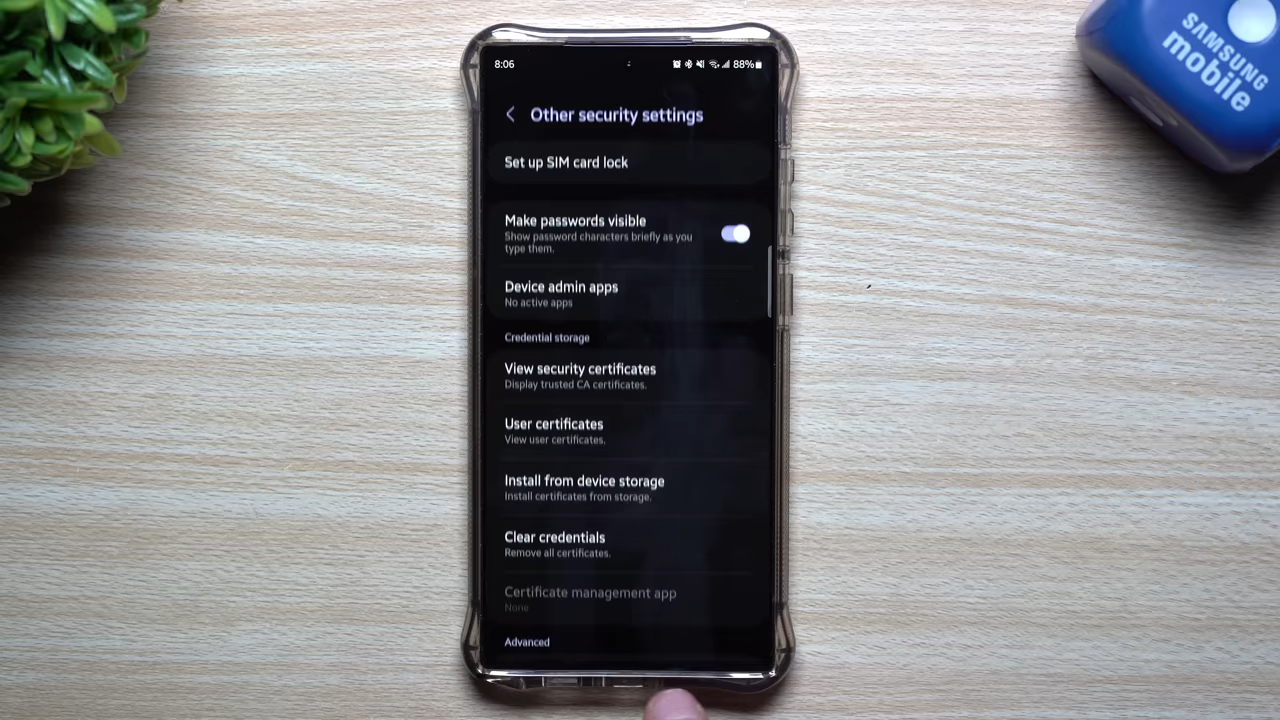 8:06
88%
Other security settings
Set up SIM card lock
Make passwords visible
Show password characters briefly as you
type them.
Device admin apps
No active apps
Credential storage
View security certificates
Display trusted CA certificates.
User certificates
View user certificates.
Install from device storage
Install certificates from storage.
Clear credentials
Remove all certificates.
Certificate management app
None
Advanced
SAMSUNG
mobile